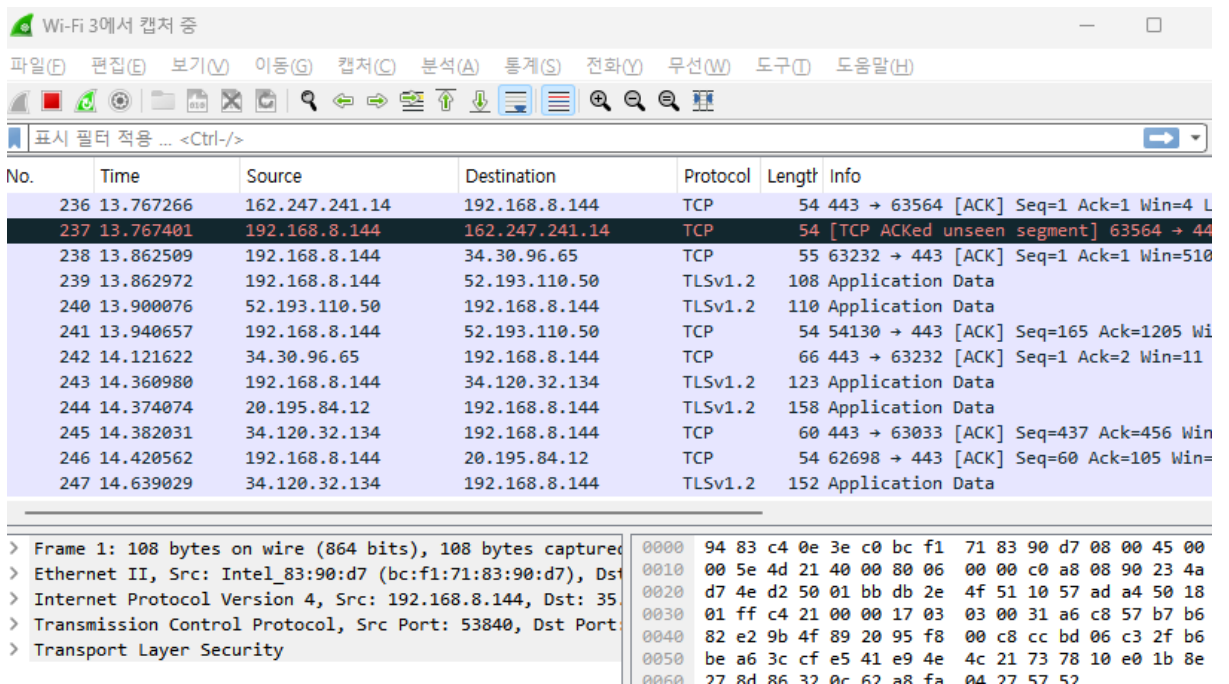 Wi-Fi 3에서 캡처 중
파일(F) 편집(E) 보기(V) 이동(G) 캡처(C) 분석(A) 통계(S) 전화(Y) 무선(W) 도구(T) 도움말(H)
표시 필터 적용 ... <Ctrl-/>
No. Time Source Destination Protocol Length Info
236 13.767266 162.247.241.14 192.168.8.144 TCP 54 443 → 63564 [ACK] Seq=1 Ack=1 Win=4 L
237 13.767401 192.168.8.144 162.247.241.14 TCP 54 [TCP ACKed unseen segment] 63564 → 44
238 13.862509 192.168.8.144 34.30.96.65 TCP 55 63232 → 443 [ACK] Seq=1 Ack=1 Win=510
239 13.862972 192.168.8.144 52.193.110.50 TLSv1.2 108 Application Data
240 13.900076 52.193.110.50 192.168.8.144 TLSv1.2 110 Application Data
241 13.940657 192.168.8.144 52.193.110.50 TCP 54 54130 → 443 [ACK] Seq=165 Ack=1205 Wi
242 14.121622 34.30.96.65 192.168.8.144 TCP 66 443 → 63232 [ACK] Seq=1 Ack=2 Win=11
243 14.360980 192.168.8.144 34.120.32.134 TLSv1.2 123 Application Data
244 14.374074 20.195.84.12 192.168.8.144 TLSv1.2 158 Application Data
245 14.382031 34.120.32.134 192.168.8.144 TCP 60 443 → 63033 [ACK] Seq=437 Ack=456 Win
246 14.420562 192.168.8.144 20.195.84.12 TCP 54 62698 → 443 [ACK] Seq=60 Ack=105 Win=
247 14.639029 34.120.32.134 192.168.8.144 TLSv1.2 152 Application Data
Frame 1: 108 bytes on wire (864 bits), 108 bytes captured
Ethernet II, Src: Intel_83:90:d7 (bc:f1:71:83:90:d7), Dst
Internet Protocol Version 4, Src: 192.168.8.144, Dst: 35.
Transmission Control Protocol, Src Port: 53840, Dst Port:
Transport Layer Security
0000 94 83 c4 0e 3e c0 bc f1 71 83 90 d7 08 00 45 00
0010 00 5e 4d 21 40 00 80 06 00 00 c0 a8 08 90 23 4a
0020 d7 4e d2 50 01 bb db 2e 4f 51 10 57 ad a4 50 18
0030 01 ff c4 21 00 00 17 03 03 00 31 a6 c8 57 b7 b6
0040 82 e2 9b 4f 89 20 95 f8 00 c8 cc bd 06 c3 2f b6
0050 be a6 3c cf e5 41 e9 4e 4c 21 73 78 10 e0 1b 8e
0060 27 8d 86 32 0c 62 a8 fa 04 27 57 52